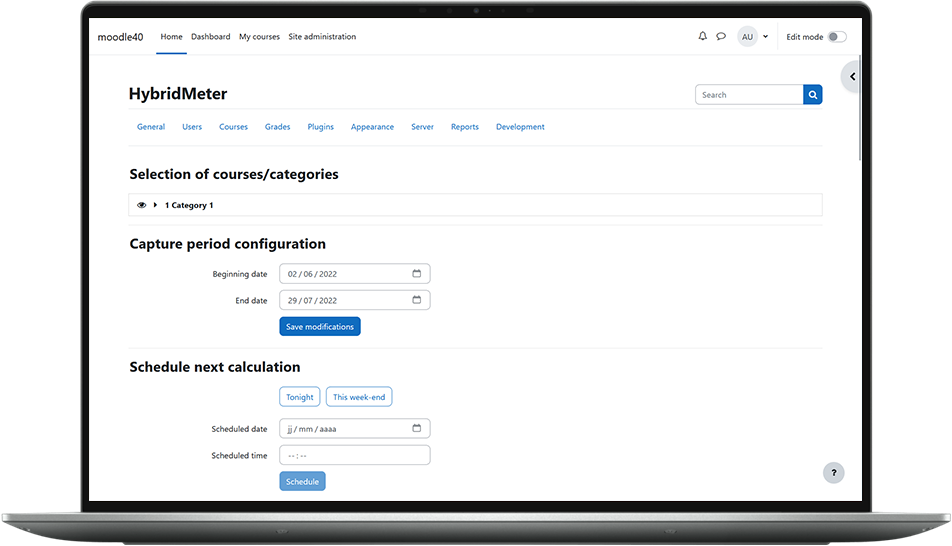 moodle40 Home Dashboard My courses Site administration AU Edit mode
HybridMeter
Search
General Users Courses Grades Plugins Appearance Server Reports Development
Selection of courses/categories
1 Category 1
Capture period configuration
Beginning date 02 / 06 / 2022
End date 29 / 07 / 2022
Save modifications
Schedule next calculation
Tonight This week-end
Scheduled date jj / mm / aaaa
Scheduled time -- : --
Schedule
?